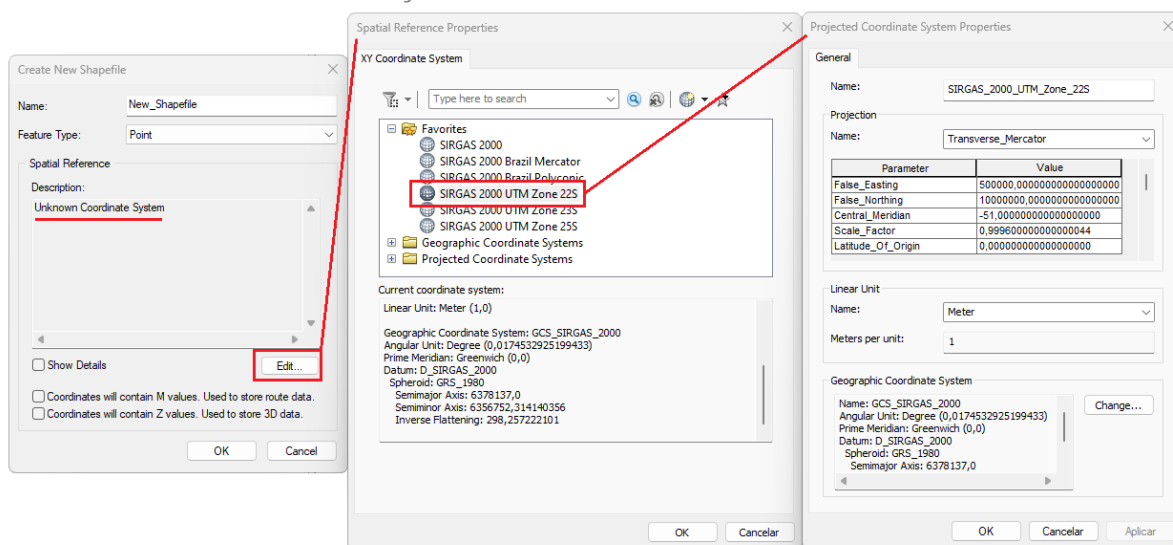 Create New Shapefile
Name: New_Shapefile
Feature Type: Point
Spatial Reference
Description:
Unknown Coordinate System
Show Details
Edit...
Coordinates will contain M values. Used to store route data.
Coordinates will contain Z values. Used to store 3D data.
OK Cancel
Spatial Reference Properties
XY Coordinate System
Type here to search
Favorites
SIRGAS 2000
SIRGAS 2000 Brazil Mercator
SIRGAS 2000 Brazil Polyconic
SIRGAS 2000 UTM Zone 22S
SIRGAS 2000 UTM Zone 23S
SIRGAS 2000 UTM Zone 25S
Geographic Coordinate Systems
Projected Coordinate Systems
Current coordinate system:
Linear Unit: Meter (1,0)
Geographic Coordinate System: GCS_SIRGAS_2000
Angular Unit: Degree (0,0174532925199433)
Prime Meridian: Greenwich (0,0)
Datum: D_SIRGAS_2000
Spheroid: GRS_1980
Semimajor Axis: 6378137,0
Semiminor Axis: 6356752,314140356
Inverse Flattening: 298,257222101
OK Cancelar
Projected Coordinate System Properties
General
Name: SIRGAS_2000_UTM_Zone_22S
Projection
Name: Transverse_Mercator
Parameter Value
False_Easting 500000,000000000000000000
False_Northing 10000000,000000000000000000
Central_Meridian -51,000000000000000000
Scale_Factor 0,999600000000000044
Latitude_Of_Origin 0,000000000000000000
Linear Unit
Name: Meter
Meters per unit: 1
Geographic Coordinate System
Name: GCS_SIRGAS_2000
Angular Unit: Degree (0,0174532925199433)
Prime Meridian: Greenwich (0,0)
Datum: D_SIRGAS_2000
Spheroid: GRS_1980
Semimajor Axis: 6378137,0
Change...
OK Cancelar Aplicar